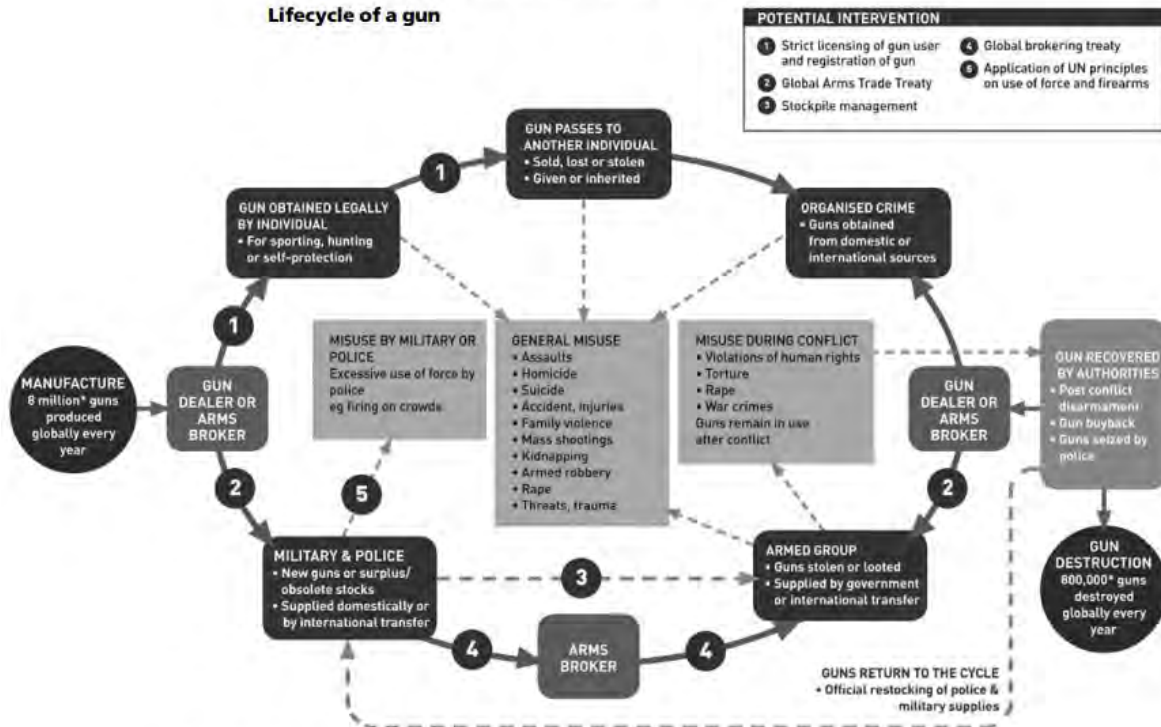 Lifecycle of a gun
POTENTIAL INTERVENTION
1 Strict licensing of gun user
and registration of gun
2 Global Arms Trade Treaty
3 Stockpile management
4 Global brokering treaty
5 Application of UN principles
on use of force and firearms
GUN PASSES TO
ANOTHER INDIVIDUAL
• Sold, lost or stolen
• Given or inherited
1
GUN OBTAINED LEGALLY
BY INDIVIDUAL
• For sporting, hunting
or self-protection
ORGANISED CRIME
• Guns obtained
from domestic or
international sources
1
MANUFACTURE
8 million* guns
produced
globally every
year
GUN
DEALER OR
ARMS
BROKER
2
MISUSE BY MILITARY OR
POLICE
Excessive use of force by
police
eg firing on crowds
GENERAL MISUSE
• Assaults
• Homicide
• Suicide
• Accident, injuries
• Family violence
• Mass shootings
• Kidnapping
• Armed robbery
• Rape
• Threats, trauma
MISUSE DURING CONFLICT
• Violations of human rights
• Torture
• Rape
• War crimes
Guns remain in use
after conflict
GUN
DEALER OR
ARMS
BROKER
GUN RECOVERED
BY AUTHORITIES
• Post conflict
disarmament
• Gun buyback
• Guns seized by
police
5
2
MILITARY & POLICE
• New guns or surplus/
obsolete stocks
• Supplied domestically or
by international transfer
3
ARMED GROUP
• Guns stolen or looted
• Supplied by government
or international transfer
GUN
DESTRUCTION
800,000* guns
destroyed
globally every
year
4
ARMS
BROKER
4
GUNS RETURN TO THE CYCLE
• Official restocking of police &
military supplies